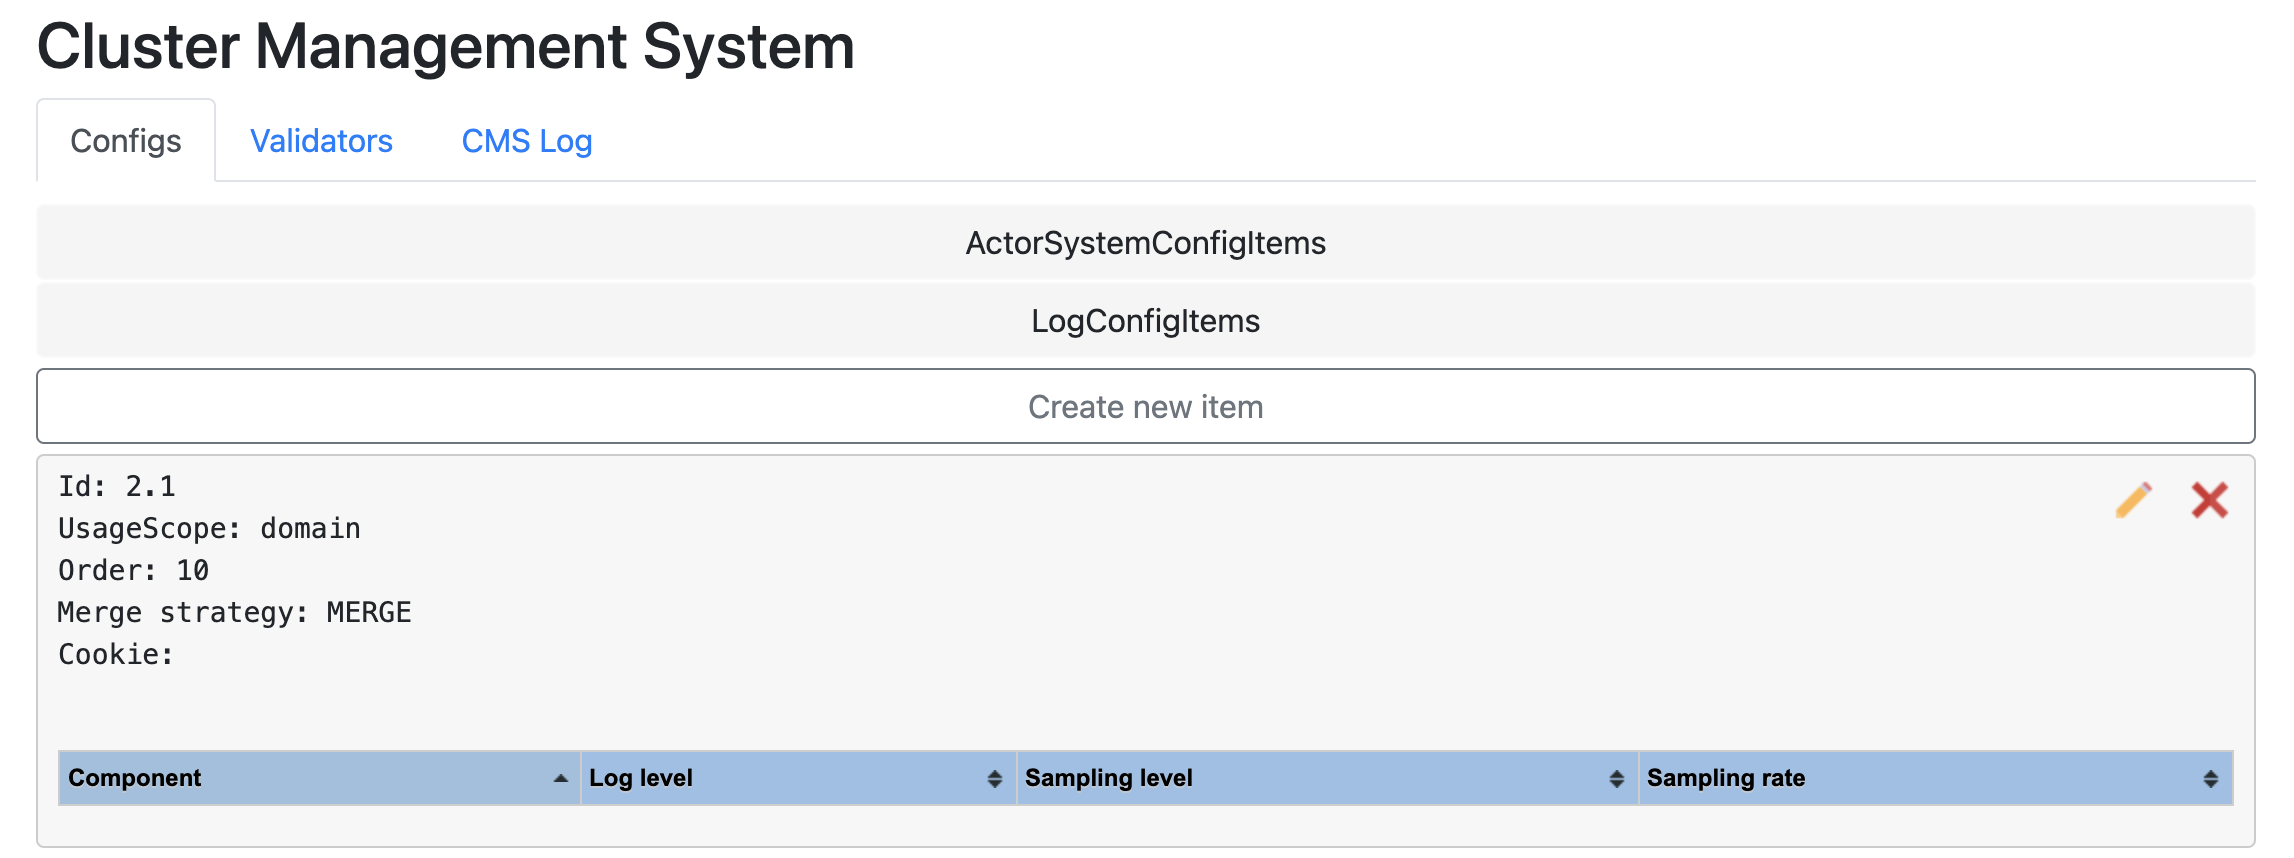 Cluster Management System
Configs Validators CMS Log
ActorSystemConfigItems
LogConfigItems
Create new item
Id: 2.1
UsageScope: domain
Order: 10
Merge strategy: MERGE
Cookie:
Component Log level Sampling level Sampling rate